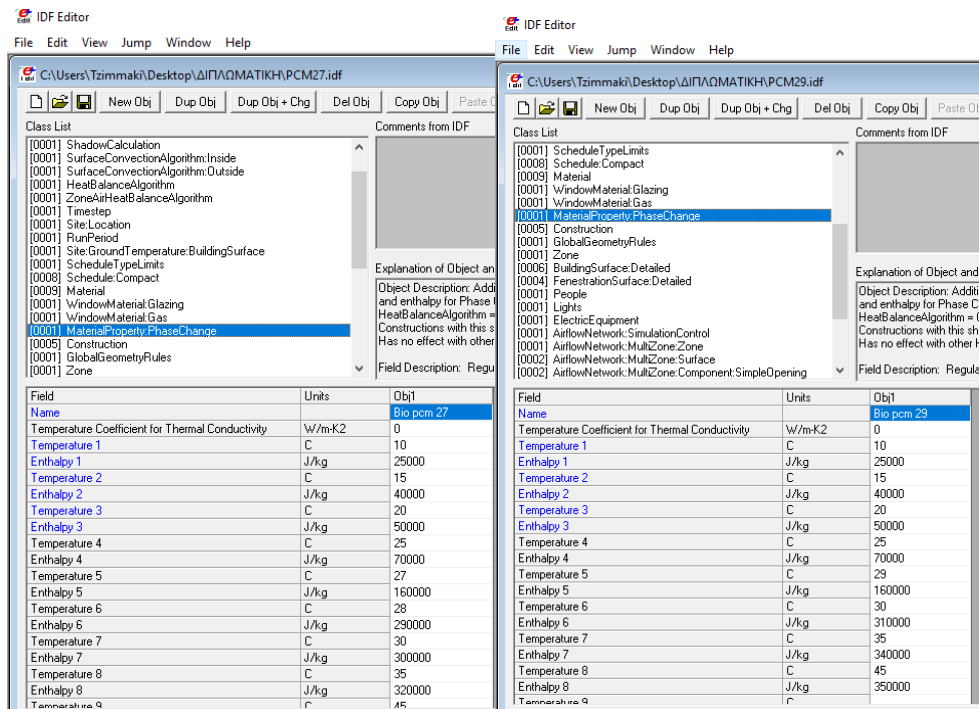 IDF Editor
File Edit View Jump Window Help
C:\Users\Tzimmaki\Desktop\ΔΙΠΛΩΜΑΤΙΚΗ\PCM27.idf
New Obj Dup Obj Dup Obj + Chg Del Obj Copy Obj Paste O
Class List Comments from IDF
[0001] ShadowCalculation
[0001] SurfaceConvectionAlgorithm:Inside
[0001] SurfaceConvectionAlgorithm:Outside
[0001] HeatBalanceAlgorithm
[0001] ZoneAirHeatBalanceAlgorithm
[0001] Timestep
[0001] Site:Location
[0001] RunPeriod
[0001] Site:GroundTemperature:BuildingSurface
[0001] ScheduleTypeLimits
[0008] Schedule:Compact
[0009] Material
[0001] WindowMaterial:Glazing
[0001] WindowMaterial:Gas
[0001] MaterialProperty:PhaseChange
[0005] Construction
[0001] GlobalGeometryRules
[0001] Zone
Explanation of Object an
Object Description: Additi
and enthalpy for Phase
HeatBalanceAlgorithm =
Constructions with this s
Has no effect with other
Field Description: Regu
Field Units Obj1
Name Bio pcm 27
Temperature Coefficient for Thermal Conductivity W/m-K2 0
Temperature 1 C 10
Enthalpy 1 J/kg 25000
Temperature 2 C 15
Enthalpy 2 J/kg 40000
Temperature 3 C 20
Enthalpy 3 J/kg 50000
Temperature 4 C 25
Enthalpy 4 J/kg 70000
Temperature 5 C 27
Enthalpy 5 J/kg 160000
Temperature 6 C 28
Enthalpy 6 J/kg 290000
Temperature 7 C 30
Enthalpy 7 J/kg 300000
Temperature 8 C 35
Enthalpy 8 J/kg 320000
Temperature 9 C 45
IDF Editor
File Edit View Jump Window Help
C:\Users\Tzimmaki\Desktop\ΔΙΠΛΩΜΑΤΙΚΗ\PCM29.idf
New Obj Dup Obj Dup Obj + Chg Del Obj Copy Obj Paste Ob
Class List Comments from IDF
[0001] ScheduleTypeLimits
[0008] Schedule:Compact
[0009] Material
[0001] WindowMaterial:Glazing
[0001] WindowMaterial:Gas
[0001] MaterialProperty:PhaseChange
[0005] Construction
[0001] GlobalGeometryRules
[0001] Zone
[0006] BuildingSurface:Detailed
[0004] FenestrationSurface:Detailed
[0001] People
[0001] Lights
[0001] ElectricEquipment
[0001] AirflowNetwork:SimulationControl
[0001] AirflowNetwork:MultiZone:Zone
[0002] AirflowNetwork:MultiZone:Surface
[0002] AirflowNetwork:MultiZone:Component:SimpleOpening
Explanation of Object and
Object Description: Additi
and enthalpy for Phase C
HeatBalanceAlgorithm = C
Constructions with this sh
Has no effect with other H
Field Description: Regula
Field Units Obj1
Name Bio pcm 29
Temperature Coefficient for Thermal Conductivity W/m-K2 0
Temperature 1 C 10
Enthalpy 1 J/kg 25000
Temperature 2 C 15
Enthalpy 2 J/kg 40000
Temperature 3 C 20
Enthalpy 3 J/kg 50000
Temperature 4 C 25
Enthalpy 4 J/kg 70000
Temperature 5 C 29
Enthalpy 5 J/kg 160000
Temperature 6 C 30
Enthalpy 6 J/kg 310000
Temperature 7 C 35
Enthalpy 7 J/kg 340000
Temperature 8 C 45
Enthalpy 8 J/kg 350000
Temperature 9 C